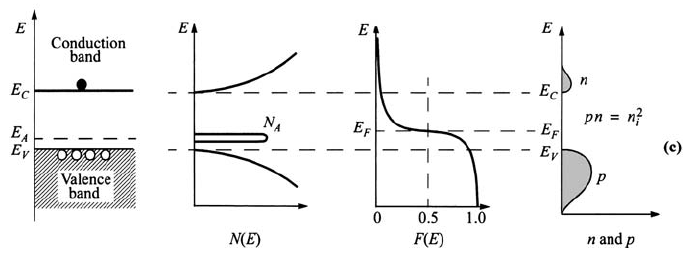 E
Conduction
band
E_C
E_A
E_V
Valence
band
E
N_A
N(E)
E
E_F
0
0.5
1.0
F(E)
E
n
E_C
pn = n_i^2
E_F
E_V
p
n and p
(c)